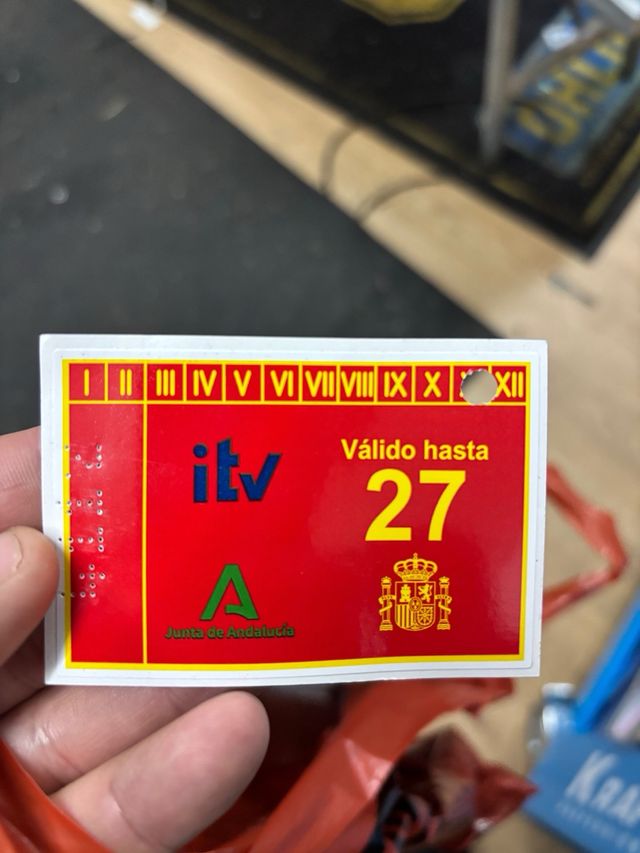 I II III IV V VI VII VIII IX X XII
itv
Válido hasta
27
Junta de Andalucía